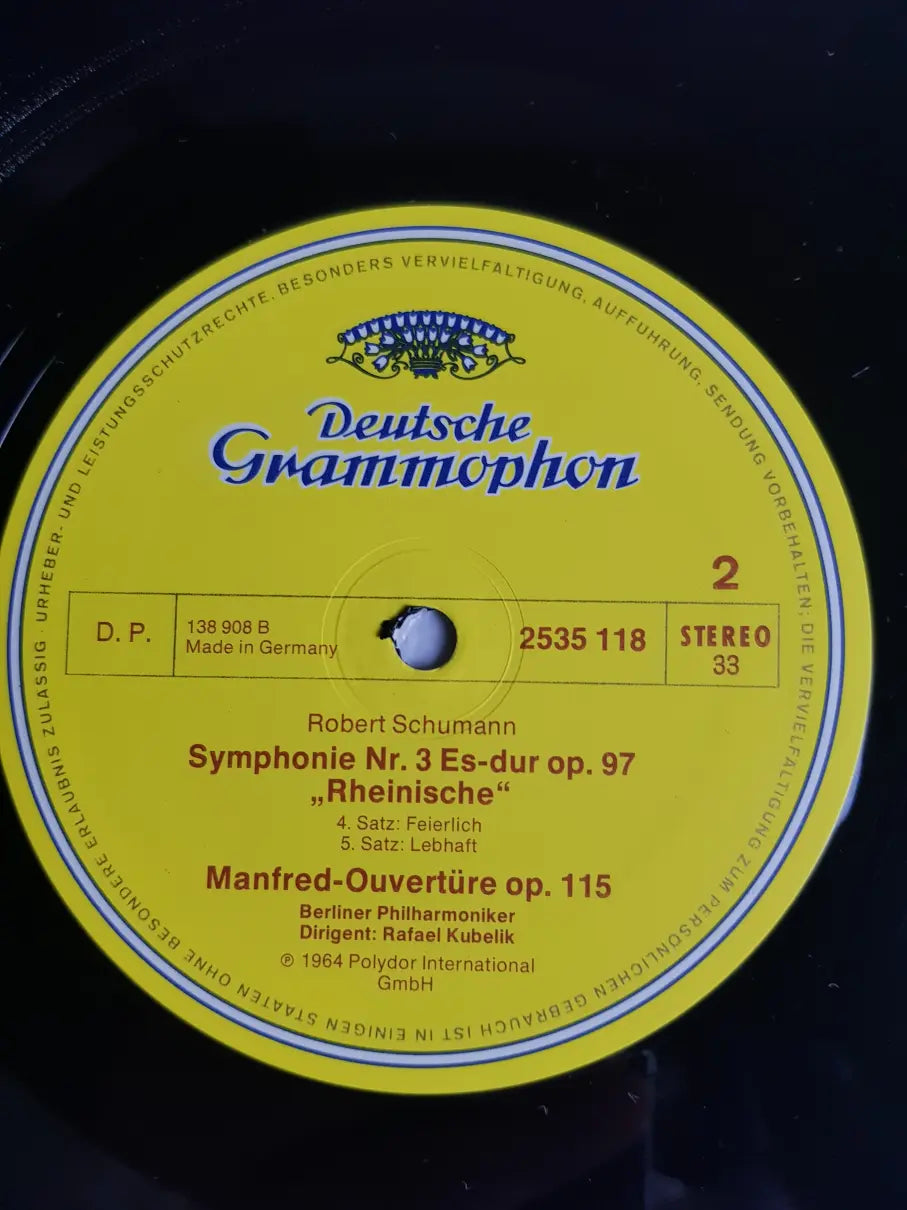 Deutsche
Grammophon
2
D. P.
138 908 B
Made in Germany
2535 118
STEREO
33
Robert Schumann
Symphonie Nr. 3 Es-dur op. 97
„Rheinische“
4. Satz: Feierlich
5. Satz: Lebhaft
Manfred-Ouvertüre op. 115
Berliner Philharmoniker
Dirigent: Rafael Kubelik
℗ 1964 Polydor International
GmbH
URHEBER- UND LEISTUNGSSCHUTZRECHTE, BESONDERS VERVIELFÄLTIGUNG, AUFFÜHRUNG, SENDUNG VORBEHALTEN; DIE VERVIELFÄLTIGUNG ZUM PERSÖNLICHEN GEBRAUCH IST IN EINIGEN STAATEN OHNE BESONDERE ERLAUBNIS ZULÄSSIG ·